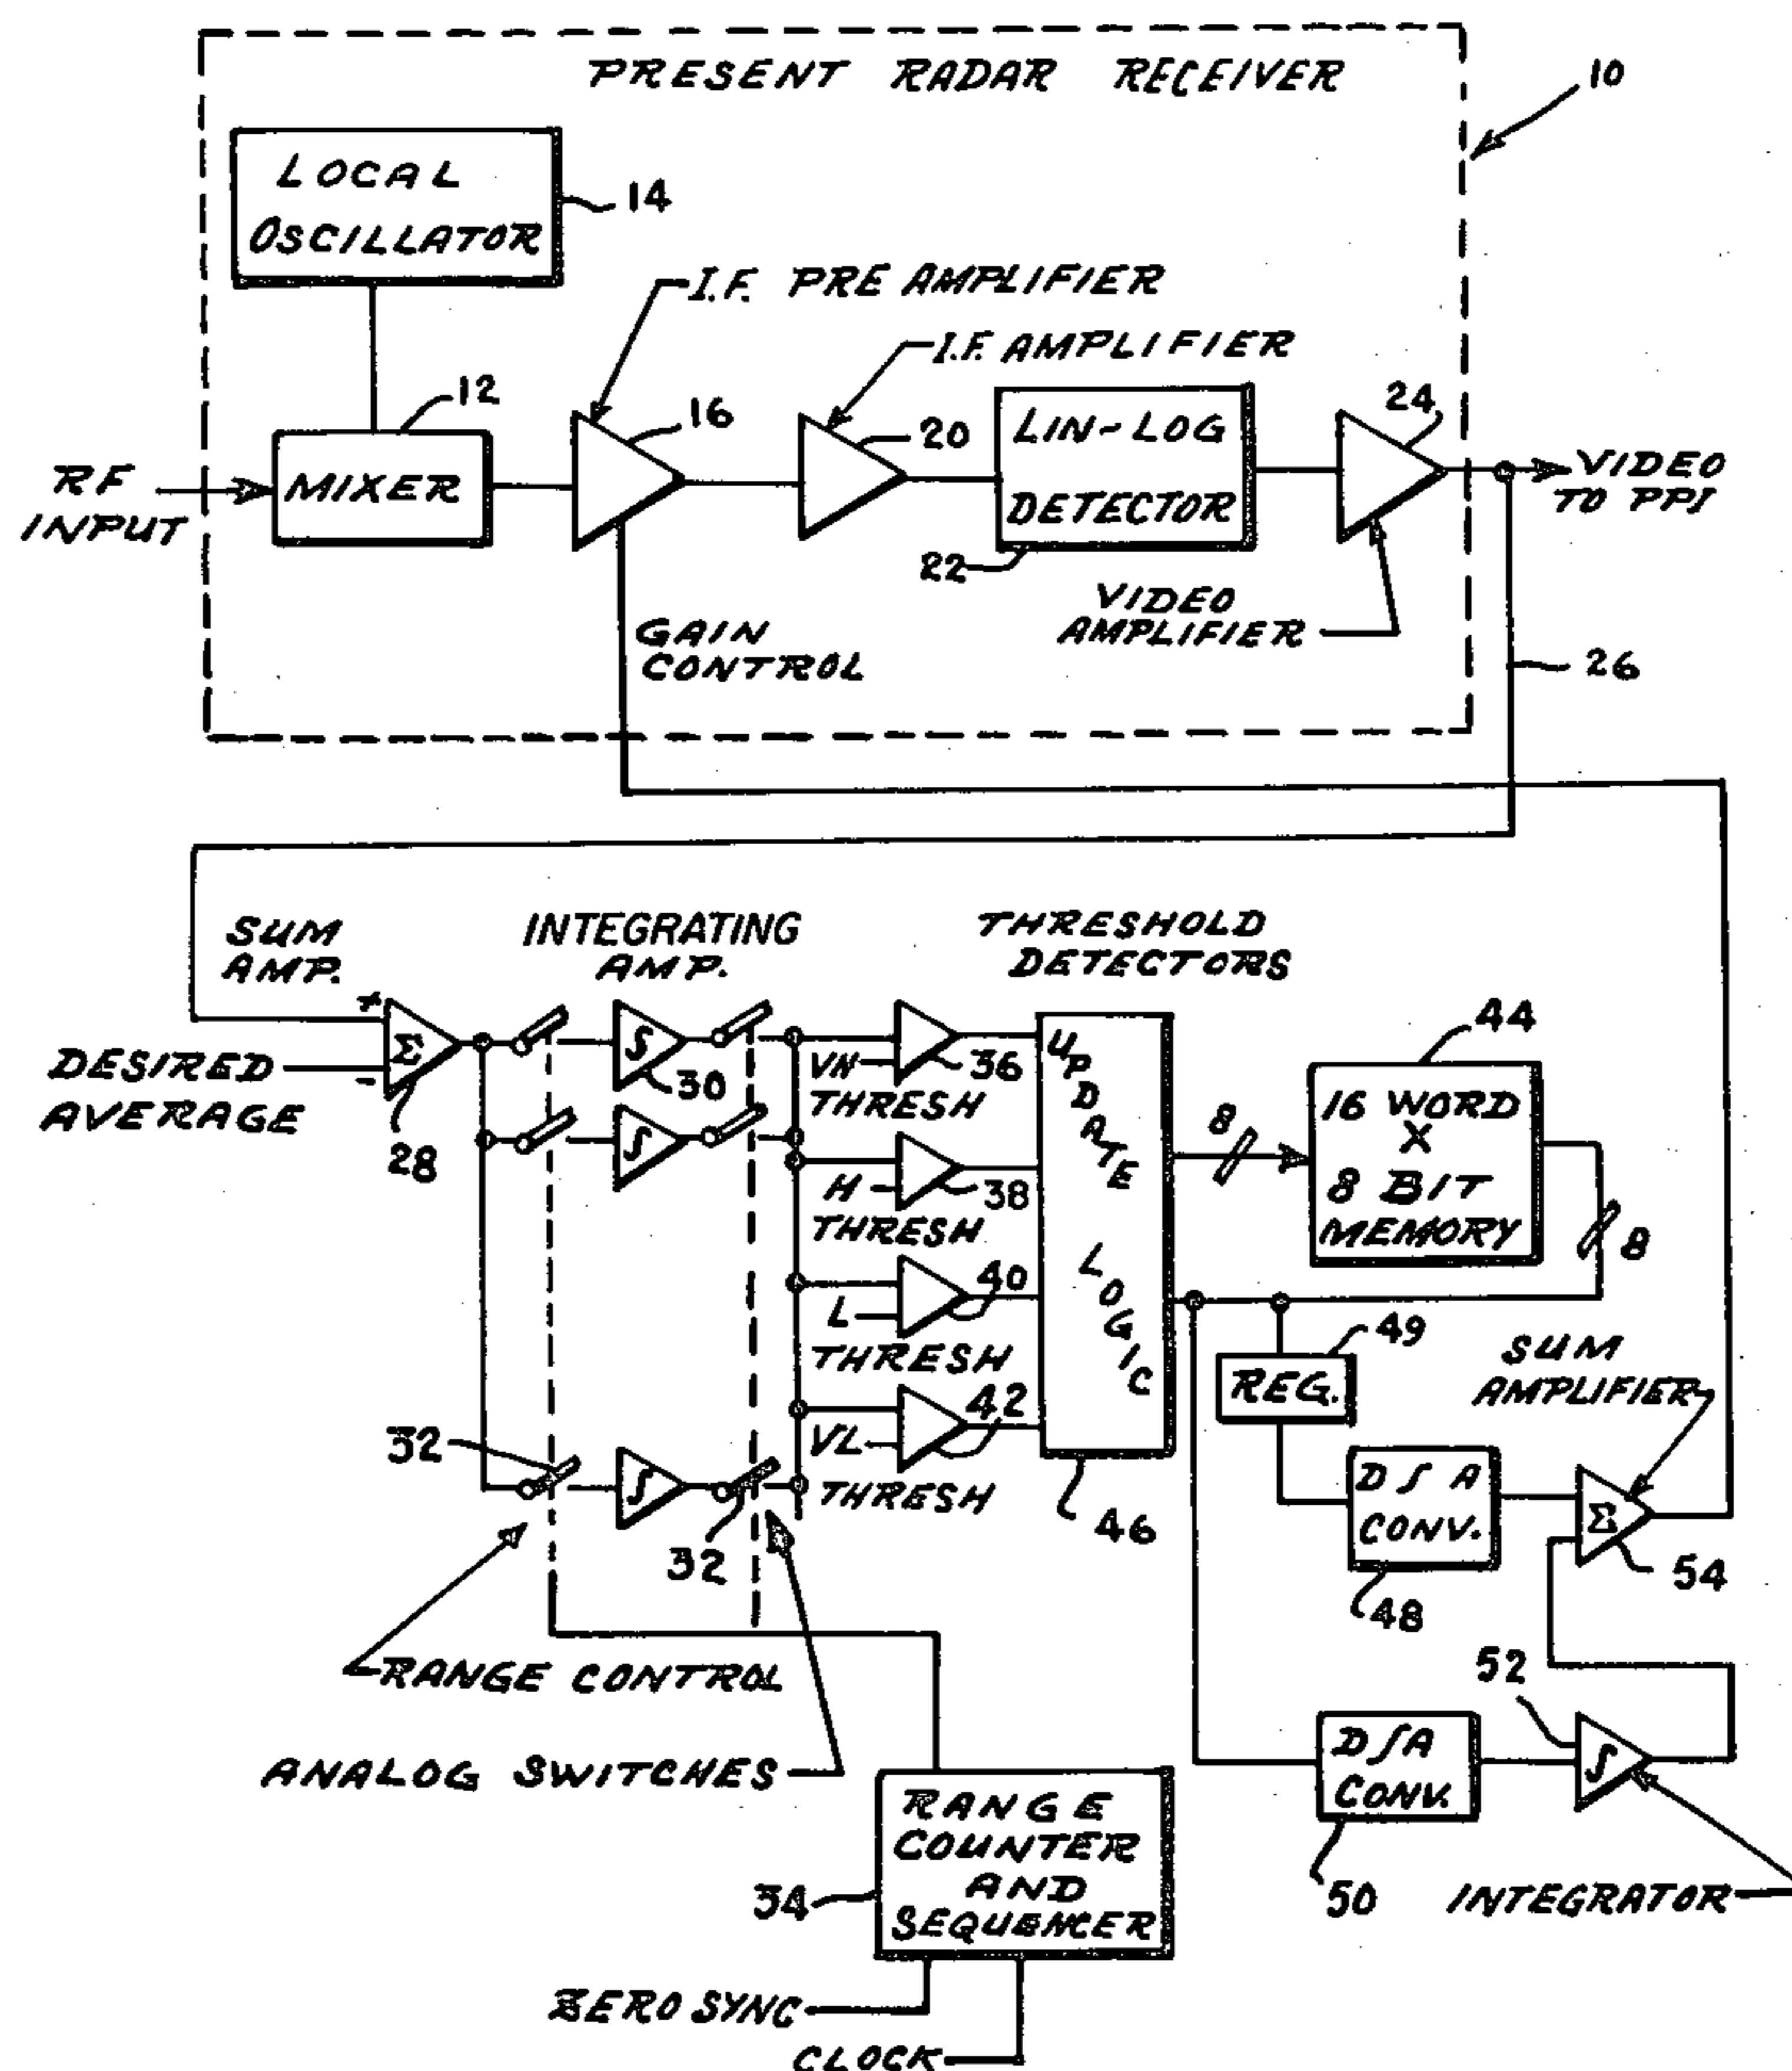 PRESENT RADAR RECEIVER
10
LOCAL
OSCILLATOR
14
I.F. PRE AMPLIFIER
I.F. AMPLIFIER
12
16
20
24
RF
INPUT
MIXER
LIN-LOG
DETECTOR
22
VIDEO
TO PPI
GAIN
CONTROL
VIDEO
AMPLIFIER
26
SUM
AMP.
INTEGRATING
AMP.
THRESHOLD
DETECTORS
+
Σ
-
DESIRED
AVERAGE
28
∫
30
∫
VH
THRESH
36
H
THRESH
38
L
THRESH
40
VL
THRESH
42
UPDATE
LOGIC
46
44
16 WORD
X
8 BIT
MEMORY
8
8
49
REG.
SUM
AMPLIFIER
32
∫
32
D/A
CONV.
48
Σ
54
RANGE CONTROL
ANALOG SWITCHES
52
D/A
CONV.
50
∫
INTEGRATOR
RANGE
COUNTER
AND
SEQUENCER
34
ZERO SYNC
CLOCK